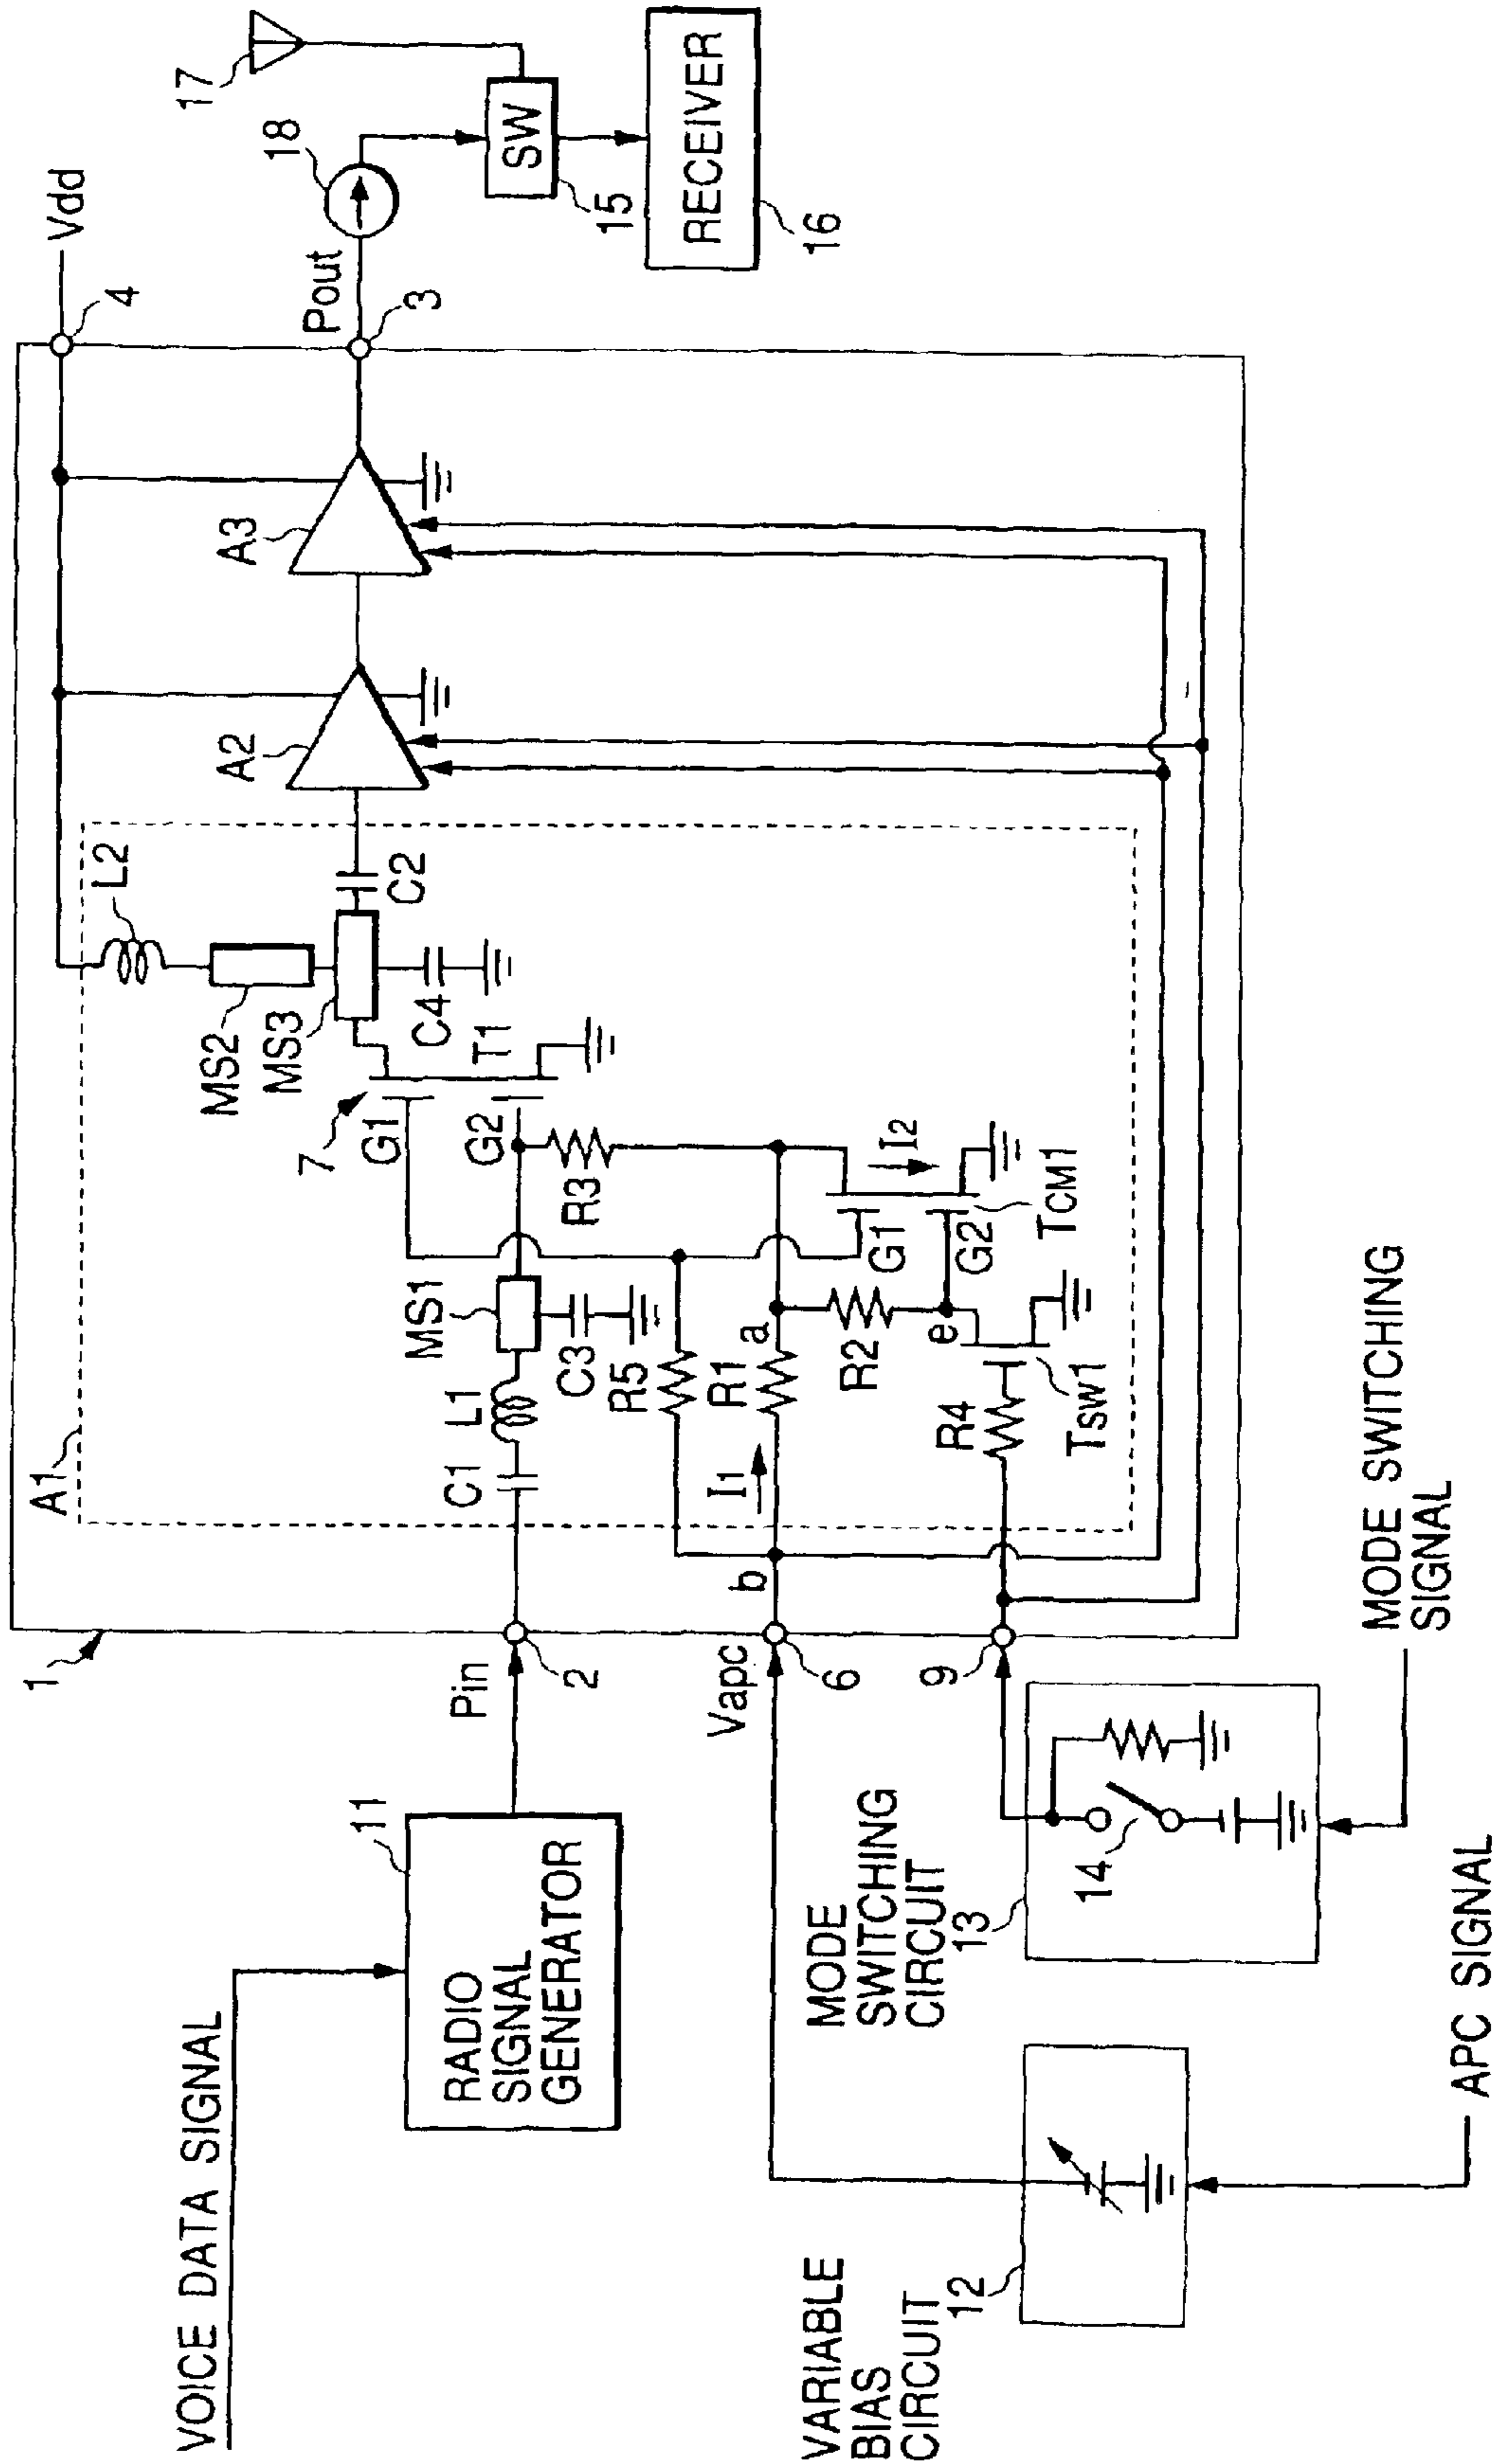 VOICE DATA SIGNAL
11
RADIO
SIGNAL
GENERATOR
Pin
2
1
A1
C1
L1
MS1
C3
R5
b
I1
R1
a
R2
e
R4
TSW1
R3
G1
G2
TCM1
I2
7
G1
G2
T1
MS2
MS3
L2
C4
C2
A2
A3
Vdd
4
Pout
3
18
17
SW
15
RECEIVER
16
Vapc
6
9
MODE
SWITCHING
CIRCUIT
13
14
MODE SWITCHING
SIGNAL
VARIABLE
BIAS
CIRCUIT
12
APC SIGNAL